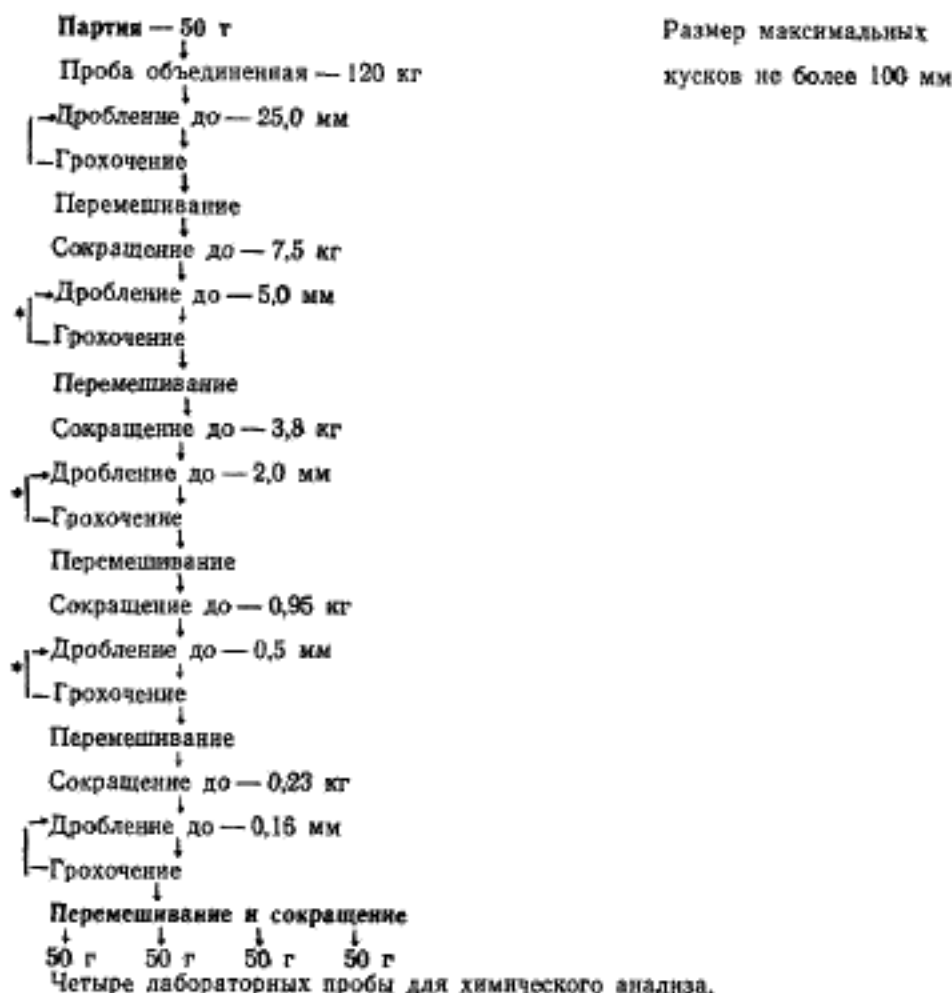 Партия — 50 т
Размер максимальных
Проба объединенная — 120 кг
кусков не более 100 мм
Дробление до — 25,0 мм
Грохочение
Перемешивание
Сокращение до — 7,5 кг
Дробление до — 5,0 мм
*
Грохочение
Перемешивание
Сокращение до — 3,8 кг
Дробление до — 2,0 мм
*
Грохочение
Перемешивание
Сокращение до — 0,95 кг
Дробление до — 0,5 мм
*
Грохочение
Перемешивание
Сокращение до — 0,23 кг
Дробление до — 0,16 мм
Грохочение
Перемешивание и сокращение
50 г 50 г 50 г 50 г
Четыре лабораторных пробы для химического анализа.